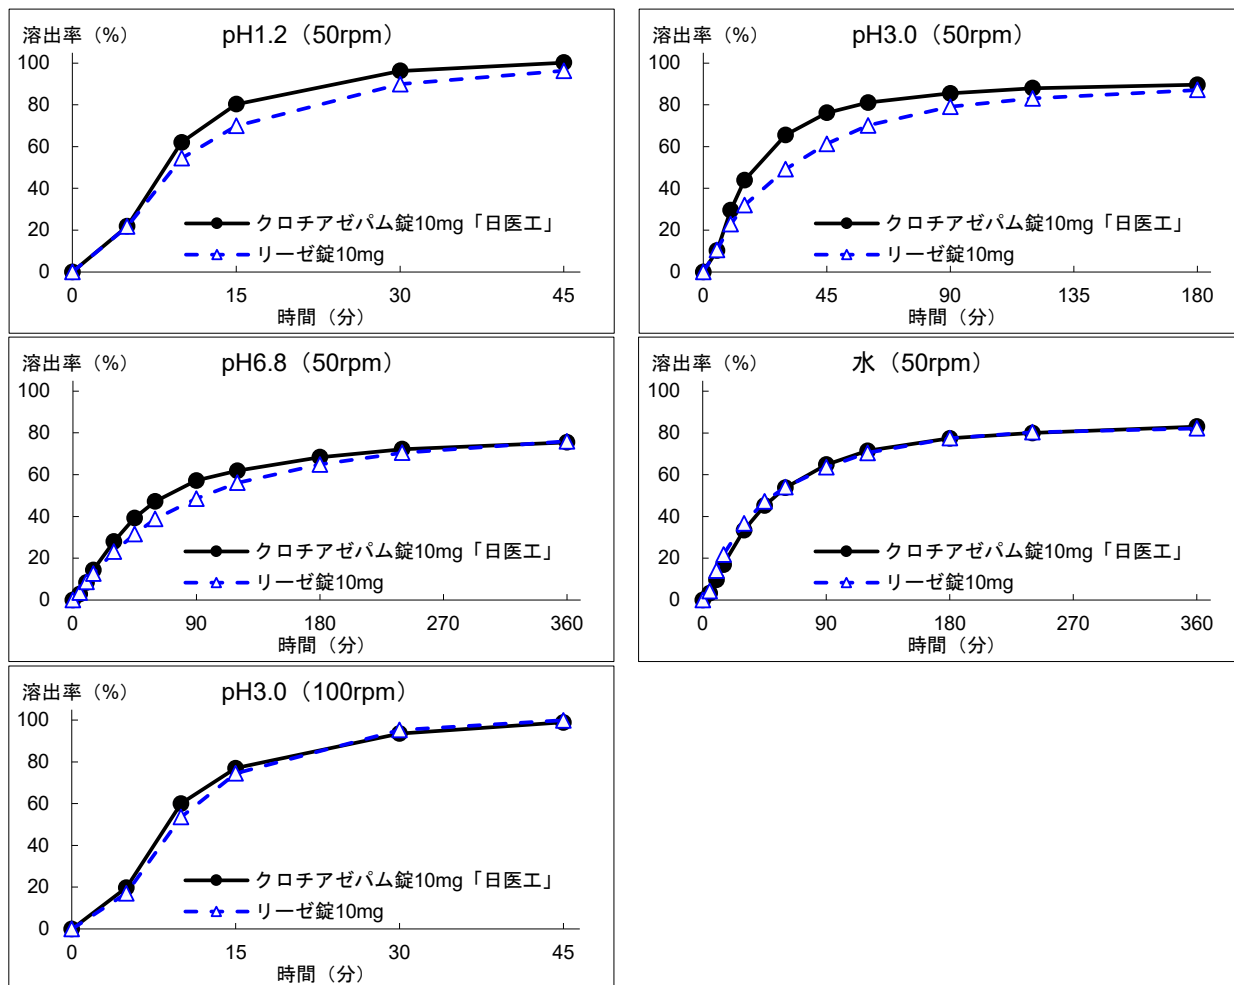 溶出率（%）
pH1.2（50rpm）
100
80
60
40
20
0
クロチアゼパム錠10mg「日医工」
リーゼ錠10mg
0 15 30 45
時間（分）
溶出率（%）
pH3.0（50rpm）
100
80
60
40
20
0
クロチアゼパム錠10mg「日医工」
リーゼ錠10mg
0 45 90 135 180
時間（分）
溶出率（%）
pH6.8（50rpm）
100
80
60
40
20
0
クロチアゼパム錠10mg「日医工」
リーゼ錠10mg
0 90 180 270 360
時間（分）
溶出率（%）
水（50rpm）
100
80
60
40
20
0
クロチアゼパム錠10mg「日医工」
リーゼ錠10mg
0 90 180 270 360
時間（分）
溶出率（%）
pH3.0（100rpm）
100
80
60
40
20
0
クロチアゼパム錠10mg「日医工」
リーゼ錠10mg
0 15 30 45
時間（分）